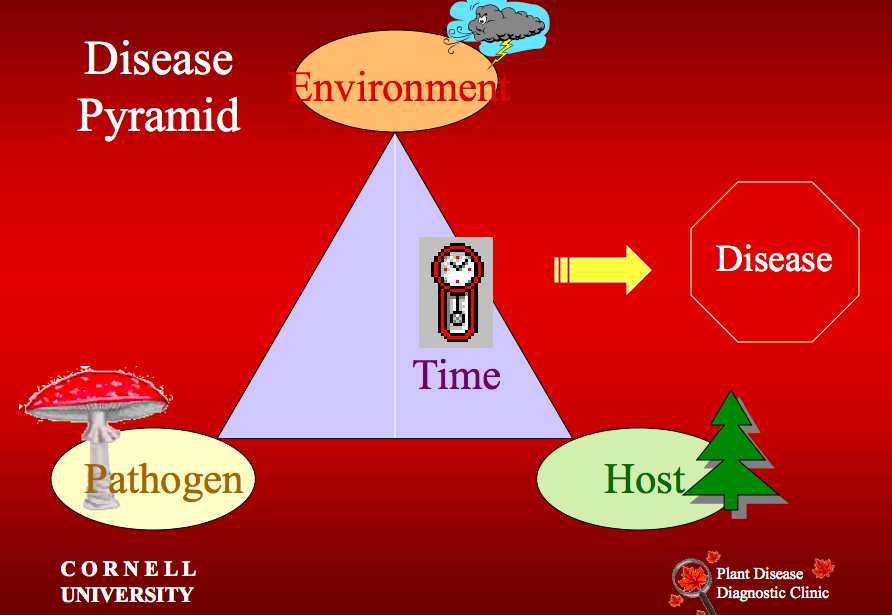 Disease
Pyramid
Environment
Disease
Time
Pathogen
Host
CORNELL
UNIVERSITY
Plant Disease
Diagnostic Clinic